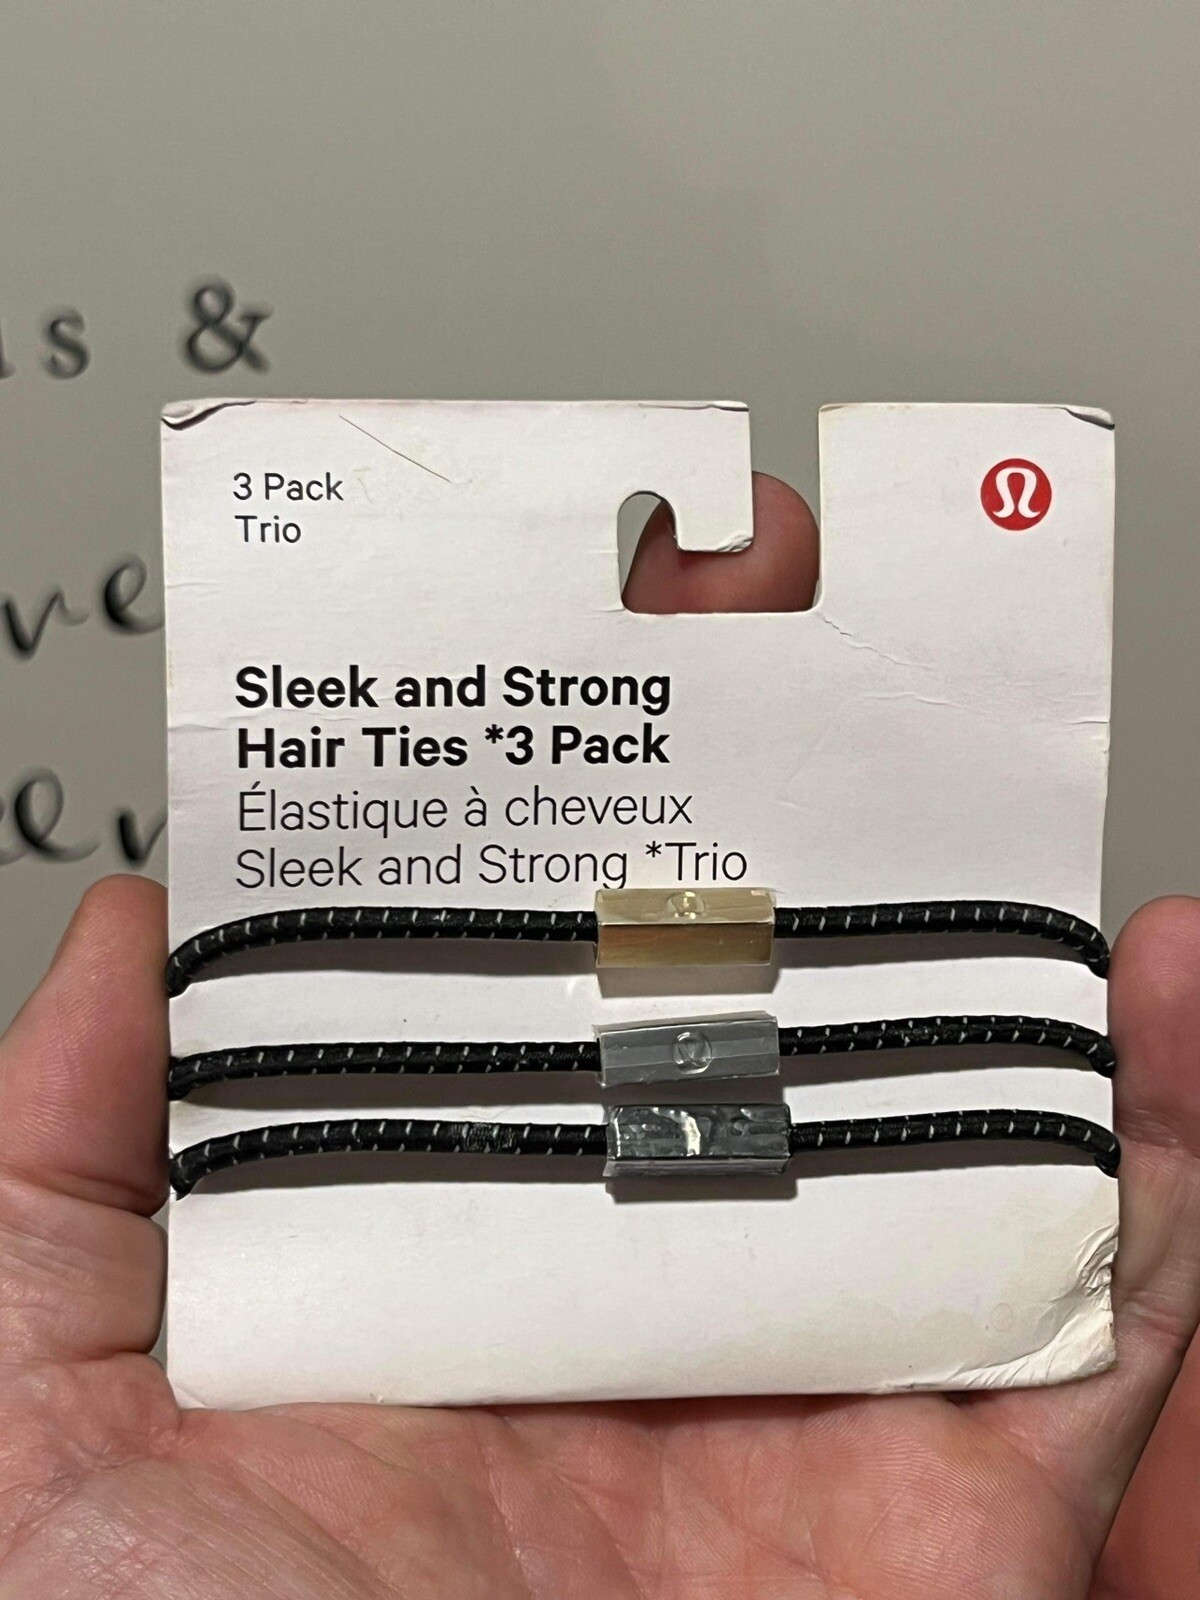 &
3 Pack
Trio
Sleek and Strong
Hair Ties *3 Pack
Élastique à cheveux
Sleek and Strong *Trio